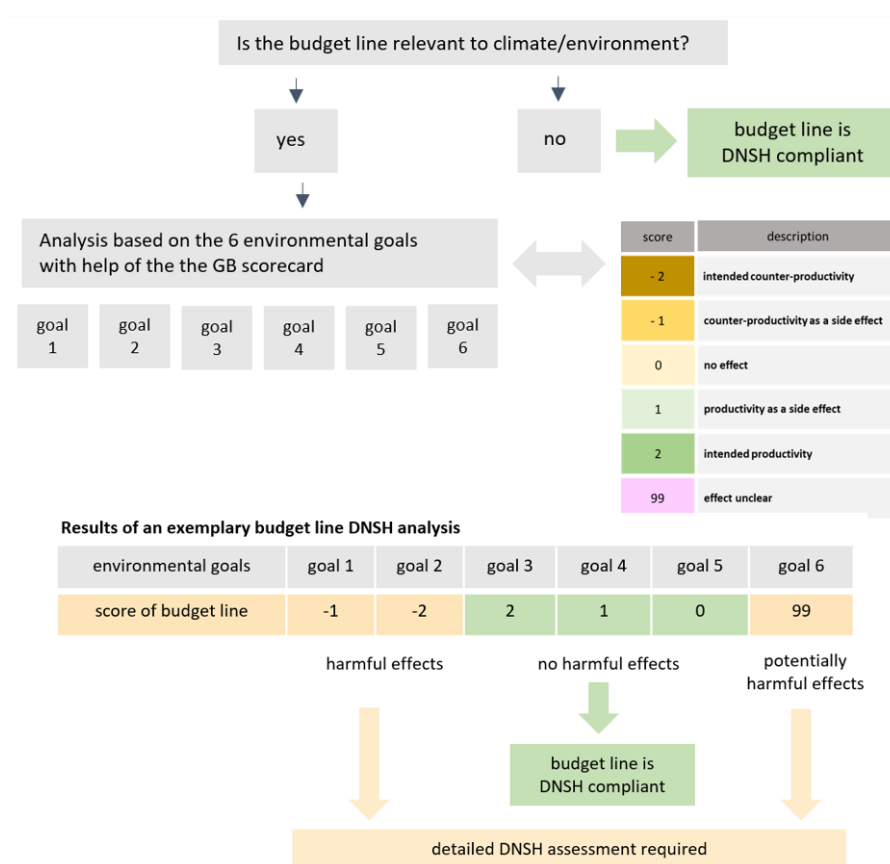 Is the budget line relevant to climate/environment?
yes
no
budget line is
DNSH compliant
Analysis based on the 6 environmental goals
with help of the the GB scorecard
goal
1
goal
2
goal
3
goal
4
goal
5
goal
6
score description
- 2 intended counter-productivity
- 1 counter-productivity as a side effect
0 no effect
1 productivity as a side effect
2 intended productivity
99 effect unclear
Results of an exemplary budget line DNSH analysis
environmental goals goal 1 goal 2 goal 3 goal 4 goal 5 goal 6
score of budget line -1 -2 2 1 0 99
harmful effects
no harmful effects
potentially
harmful effects
budget line is
DNSH compliant
detailed DNSH assessment required